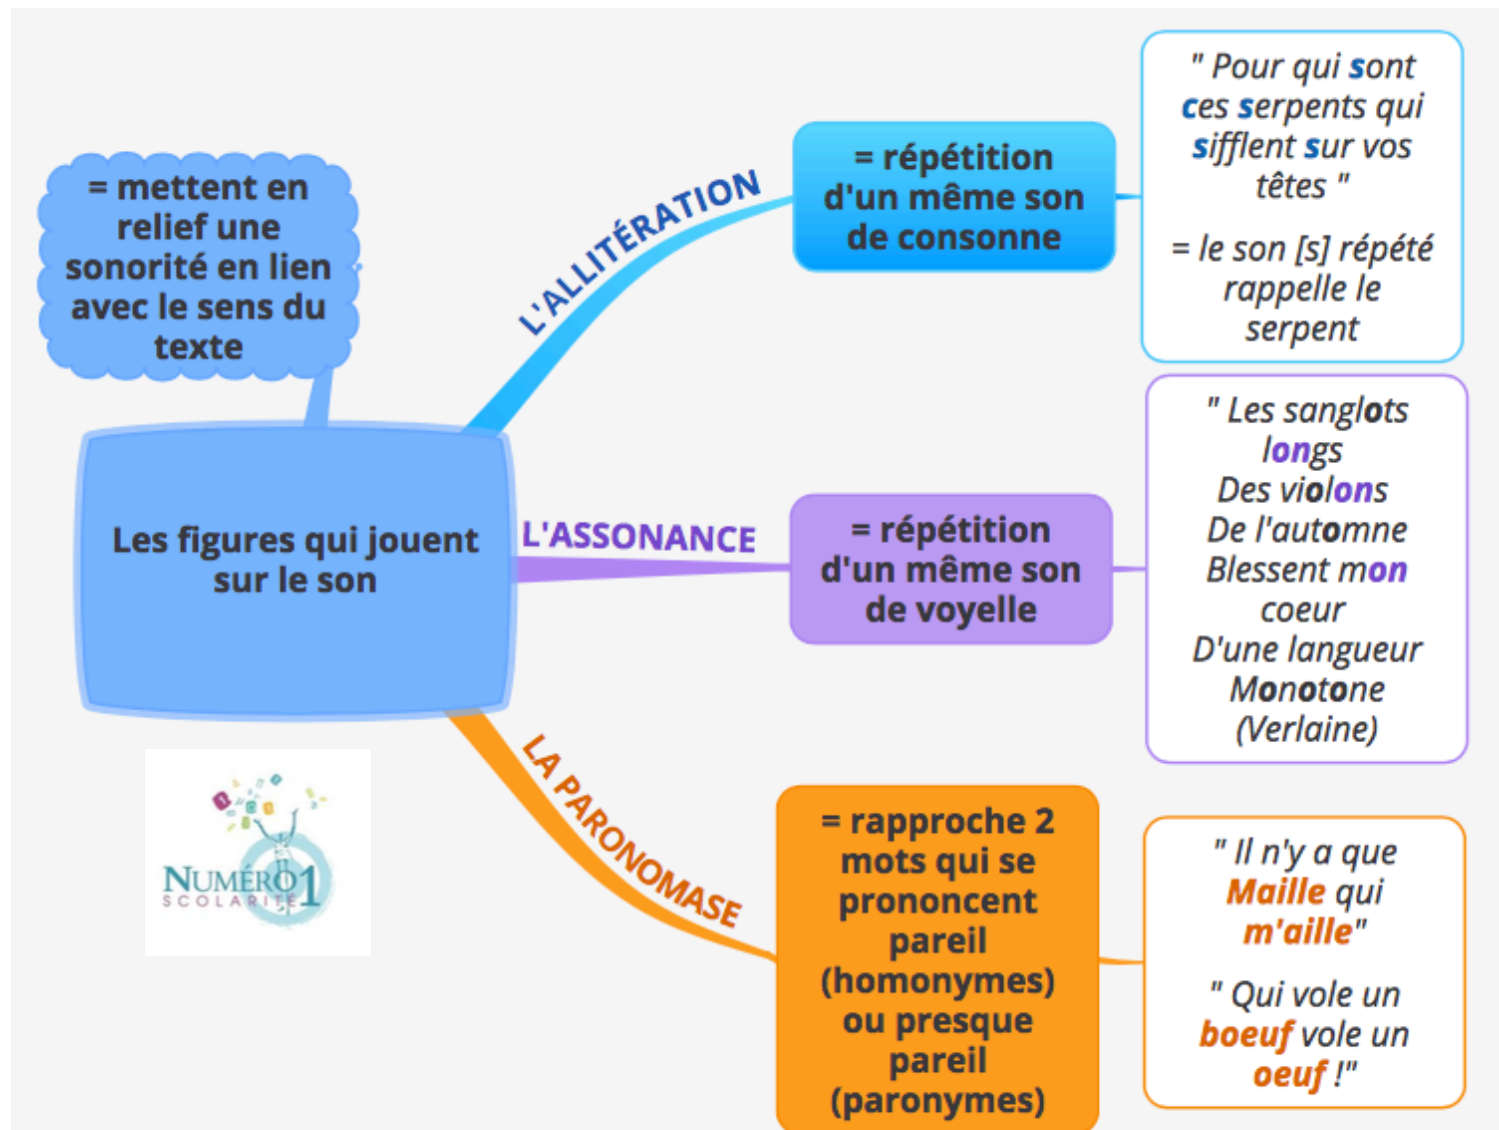 = mettent en
relief une
sonorité en lien
avec le sens du
texte
Les figures qui jouent
sur le son
L'ALLITÉRATION
= répétition
d'un même son
de consonne
" Pour qui sont
ces serpents qui
sifflent sur vos
têtes "
= le son [s] répété
rappelle le
serpent
L'ASSONANCE
= répétition
d'un même son
de voyelle
" Les sanglots
longs
Des violons
De l'automne
Blessent mon
coeur
D'une langueur
Monotone
(Verlaine)
LA PARONOMASE
= rapproche 2
mots qui se
prononcent
pareil
(homonymes)
ou presque
pareil
(paronymes)
" Il n'y a que
Maille qui
m'aille"
" Qui vole un
boeuf vole un
oeuf !"
NUMÉRO1
SCOLARITÉ